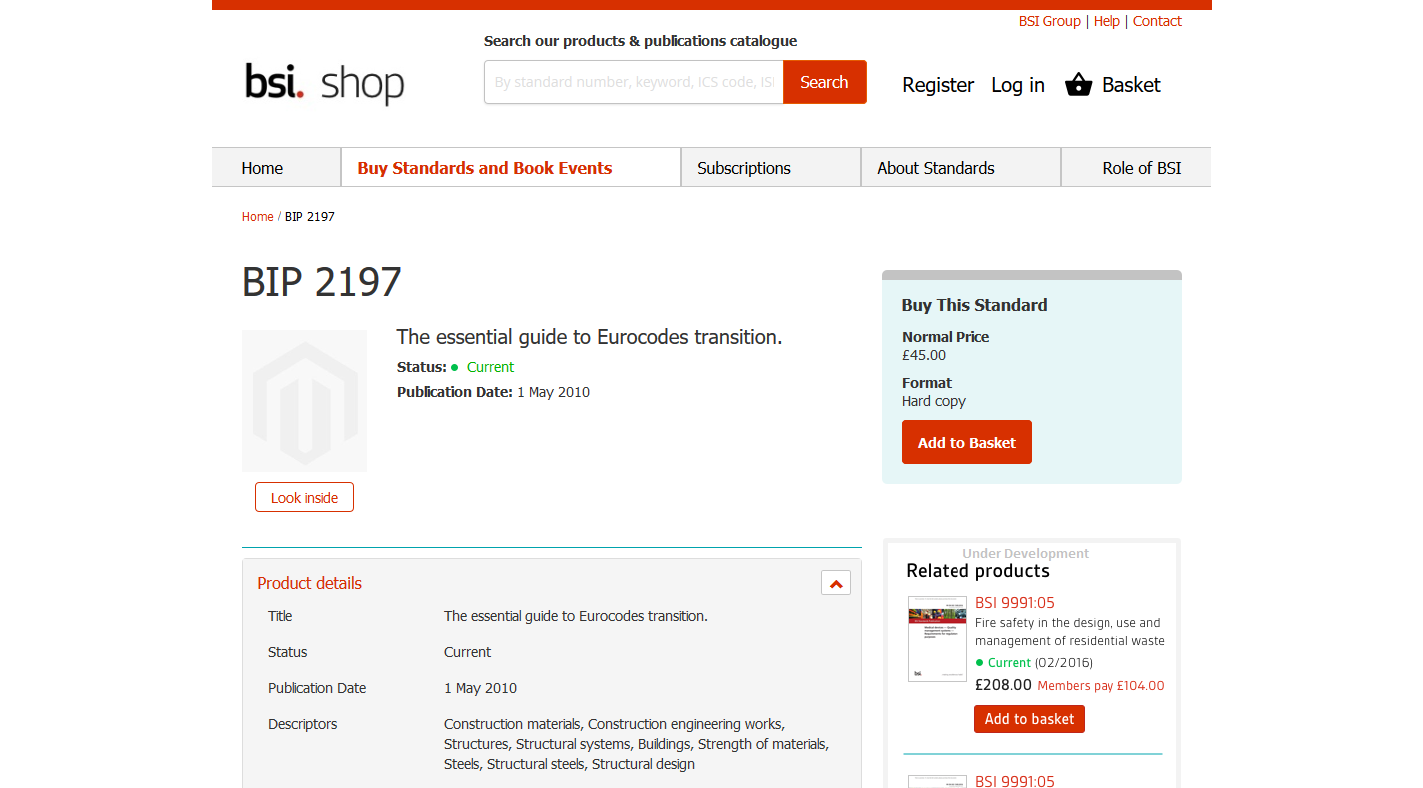 BSI Group | Help | Contact
Search our products & publications catalogue
bsi. shop
By standard number, keyword, ICS code, ISI
Search
Register
Log in
Basket
Home
Buy Standards and Book Events
Subscriptions
About Standards
Role of BSI
Home / BIP 2197
BIP 2197
The essential guide to Eurocodes transition.
Status: Current
Publication Date: 1 May 2010
Look inside
Buy This Standard
Normal Price
£45.00
Format
Hard copy
Add to Basket
Product details
Title The essential guide to Eurocodes transition.
Status Current
Publication Date 1 May 2010
Descriptors Construction materials, Construction engineering works,
Structures, Structural systems, Buildings, Strength of materials,
Steels, Structural steels, Structural design
Under Development
Related products
BSI 9991:05
Fire safety in the design, use and
management of residential waste
Current (02/2016)
£208.00 Members pay £104.00
Add to basket
BSI 9991:05